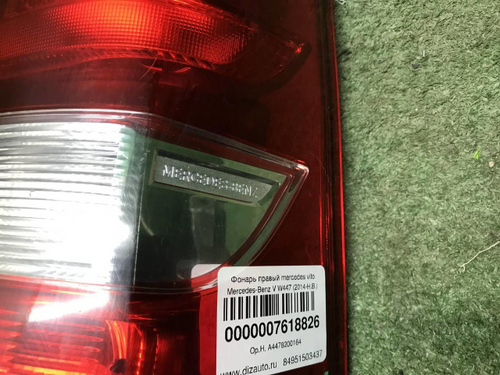 MERCEDES-BENZ
Фонарь правый mercedes vito
Mercedes-Benz V W447 (2014-Н.В.)
0000007618826
Ор.Н. A4478200164
www.dizauto.ru 84951503437